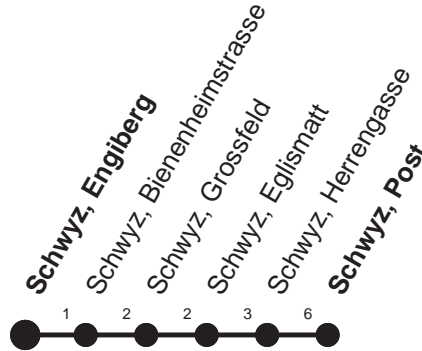 Schwyz, Engiberg
Schwyz, Bienenheimstrasse
Schwyz, Grossfeld
Schwyz, Eglismatt
Schwyz, Herrengasse
Schwyz, Post
1 2 2 3 6